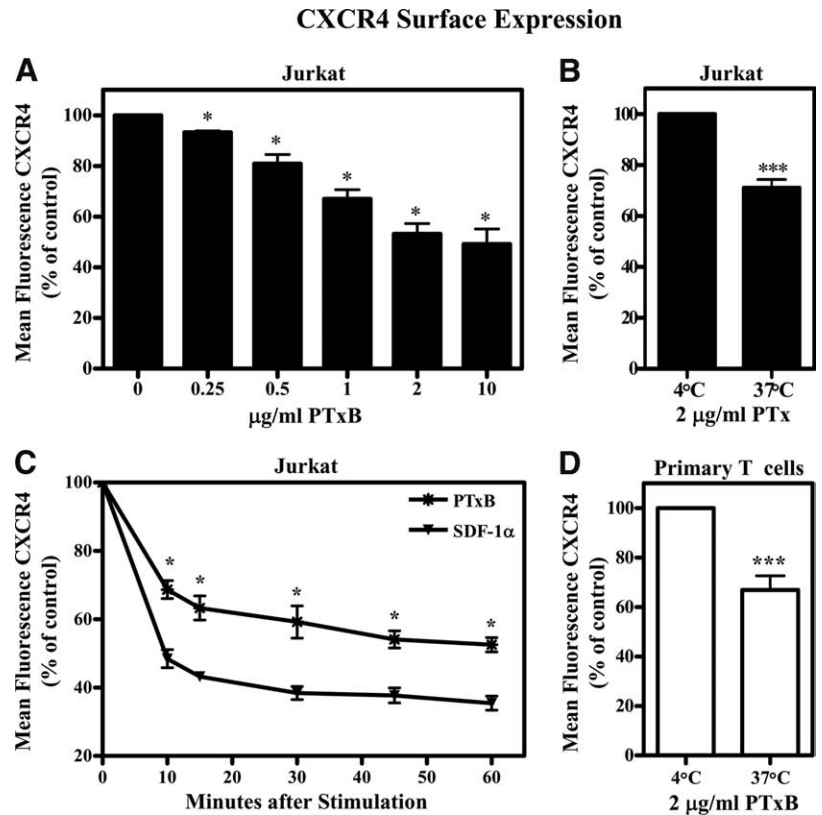 CXCR4 Surface Expression
A
Jurkat
Mean Fluorescence CXCR4
(% of control)
100
80
60
40
20
0
0 0.25 0.5 1 2 10
* * * * *
μg/ml PTxB
B
Jurkat
Mean Fluorescence CXCR4
(% of control)
100
80
60
40
20
0
***
4°C 37°C
2 μg/ml PTx
C
Jurkat
Mean Fluorescence CXCR4
(% of control)
100
80
60
40
20
PTxB
SDF-1α
* * * * *
0 10 20 30 40 50 60
Minutes after Stimulation
D
Primary T cells
Mean Fluorescence CXCR4
(% of control)
100
80
60
40
20
0
***
4°C 37°C
2 μg/ml PTxB